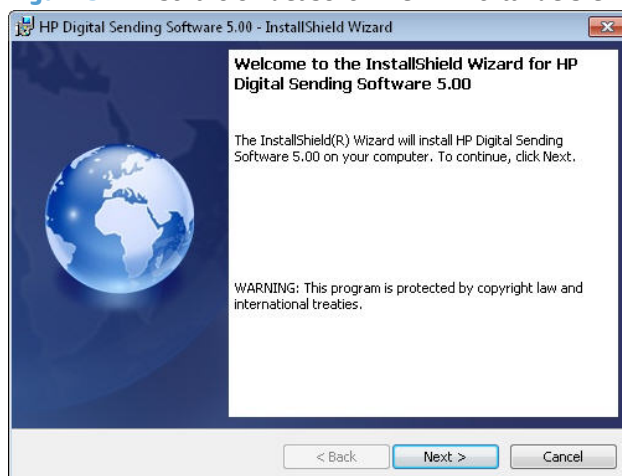 HP Digital Sending Software 5.00 - InstallShield Wizard
Welcome to the InstallShield Wizard for HP
Digital Sending Software 5.00
The InstallShield(R) Wizard will install HP Digital Sending
Software 5.00 on your computer. To continue, click Next.
WARNING: This program is protected by copyright law and
international treaties.
< Back
Next >
Cancel